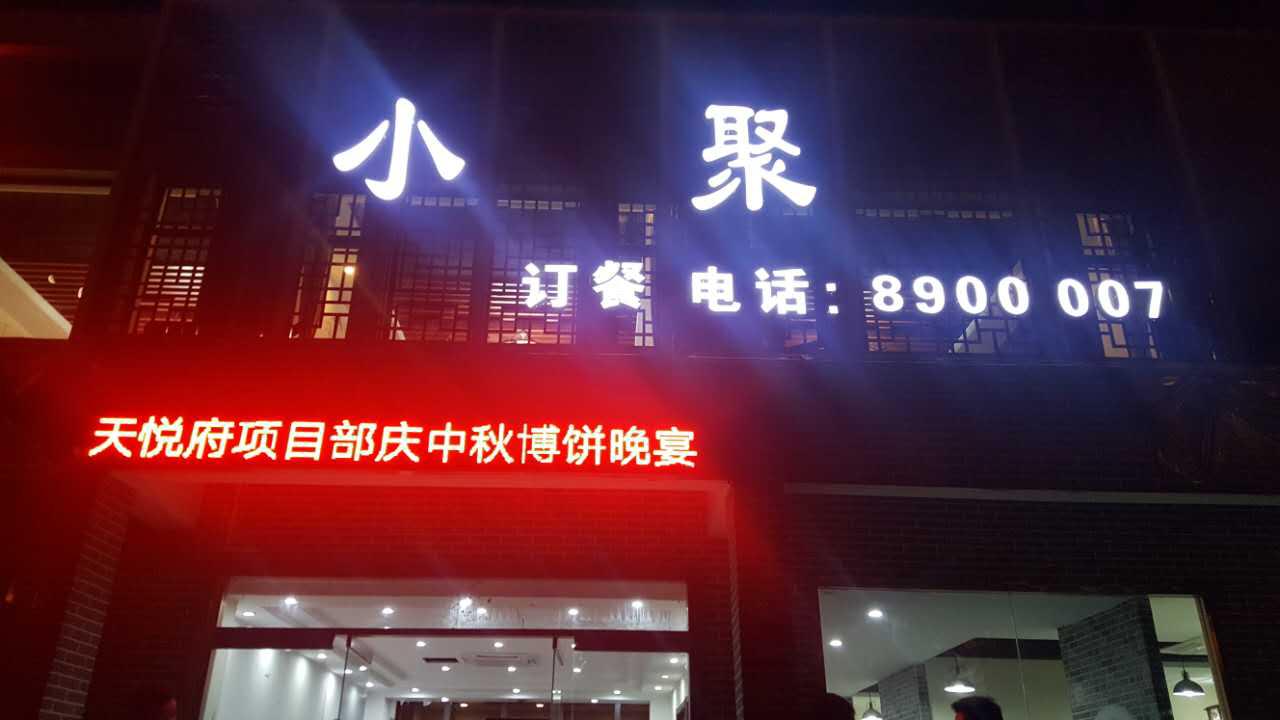 小聚
订餐 电话: 8900 007
天悦府项目部庆中秋博饼晚宴